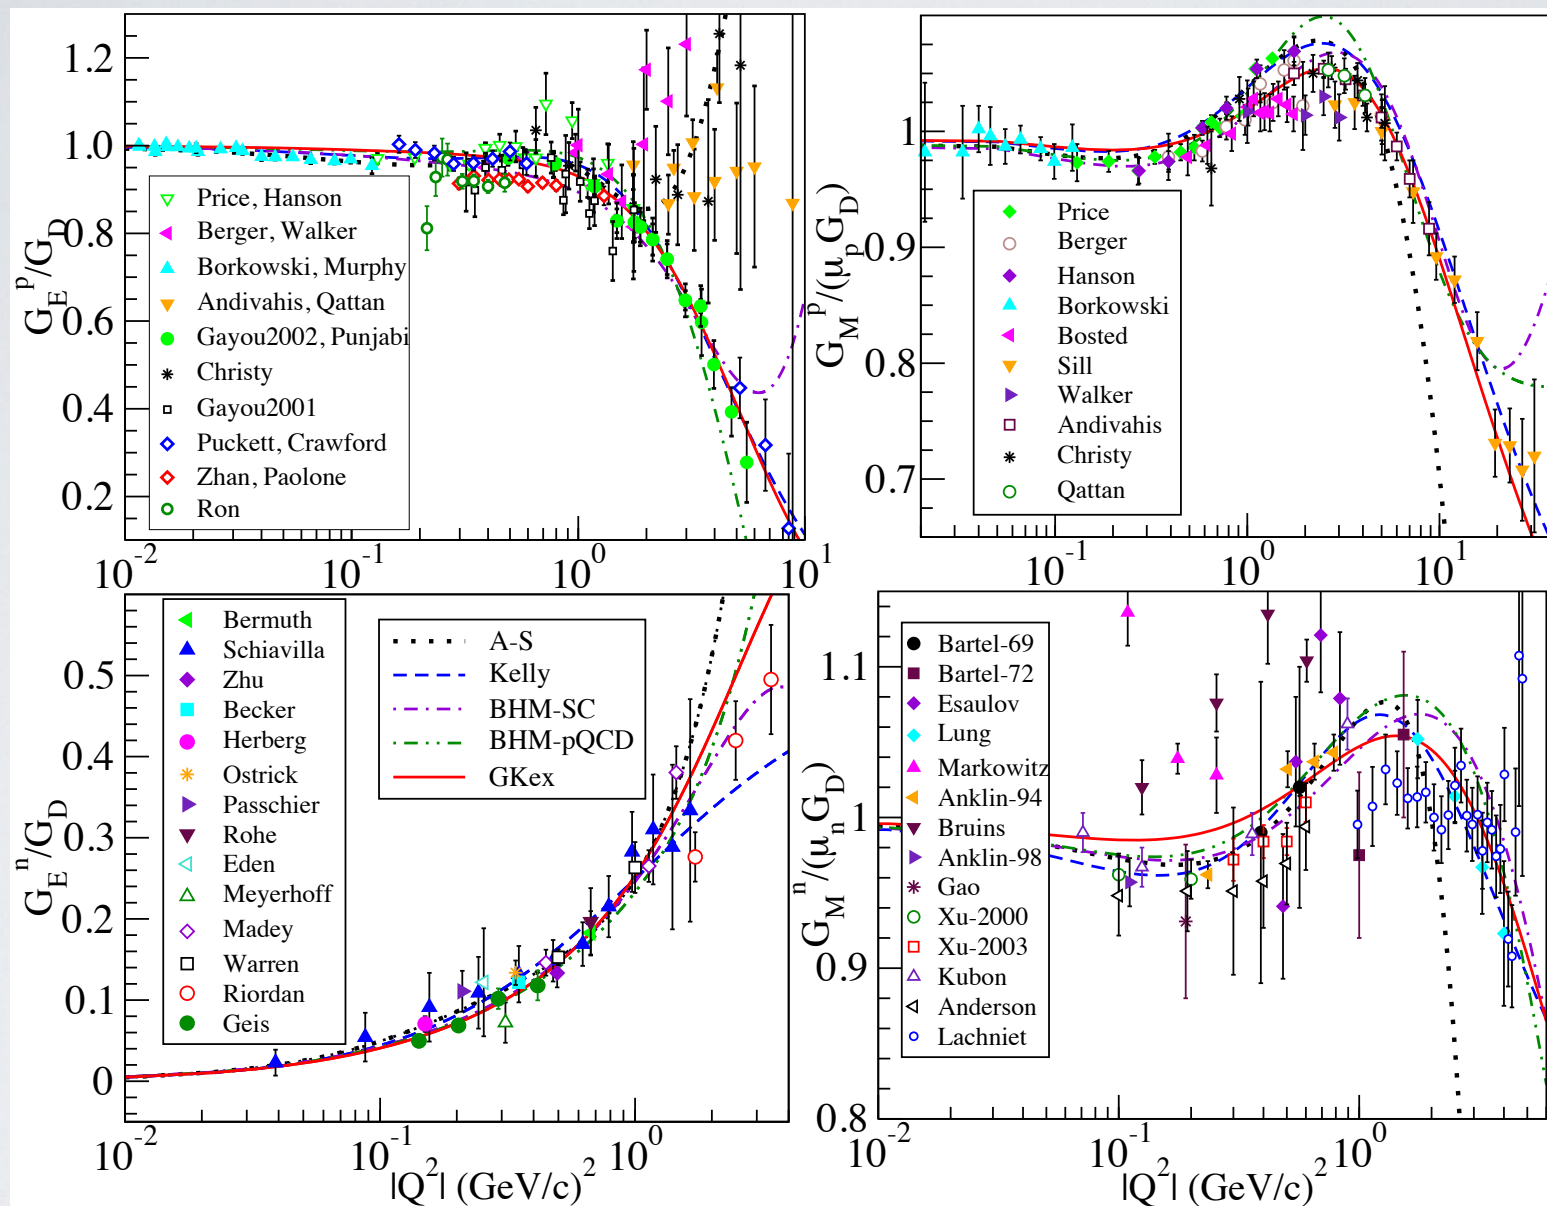 1.2
1.0
0.8
0.6
0.4
0.2
G_E^p/G_D
Price, Hanson
Berger, Walker
Borkowski, Murphy
Andivahis, Qattan
Gayou2002, Punjabi
Christy
Gayou2001
Puckett, Crawford
Zhan, Paolone
Ron
10^-2
10^-1
10^0
10^1
1
0.9
0.8
0.7
G_M^p/(μ_p G_D)
Price
Berger
Hanson
Borkowski
Bosted
Sill
Walker
Andivahis
Christy
Qattan
10^-1
10^0
10^1
0.5
0.4
0.3
0.2
0.1
0
G_E^n/G_D
Bermuth
Schiavilla
Zhu
Becker
Herberg
Ostrick
Passchier
Rohe
Eden
Meyerhoff
Madey
Warren
Riordan
Geis
A-S
Kelly
BHM-SC
BHM-pQCD
GKex
10^-2
10^-1
10^0
|Q^2| (GeV/c)^2
1.1
1
0.9
0.8
G_M^n/(μ_n G_D)
Bartel-69
Bartel-72
Esaulov
Lung
Markowitz
Anklin-94
Bruins
Anklin-98
Gao
Xu-2000
Xu-2003
Kubon
Anderson
Lachniet
10^-2
10^-1
10^0
|Q^2| (GeV/c)^2